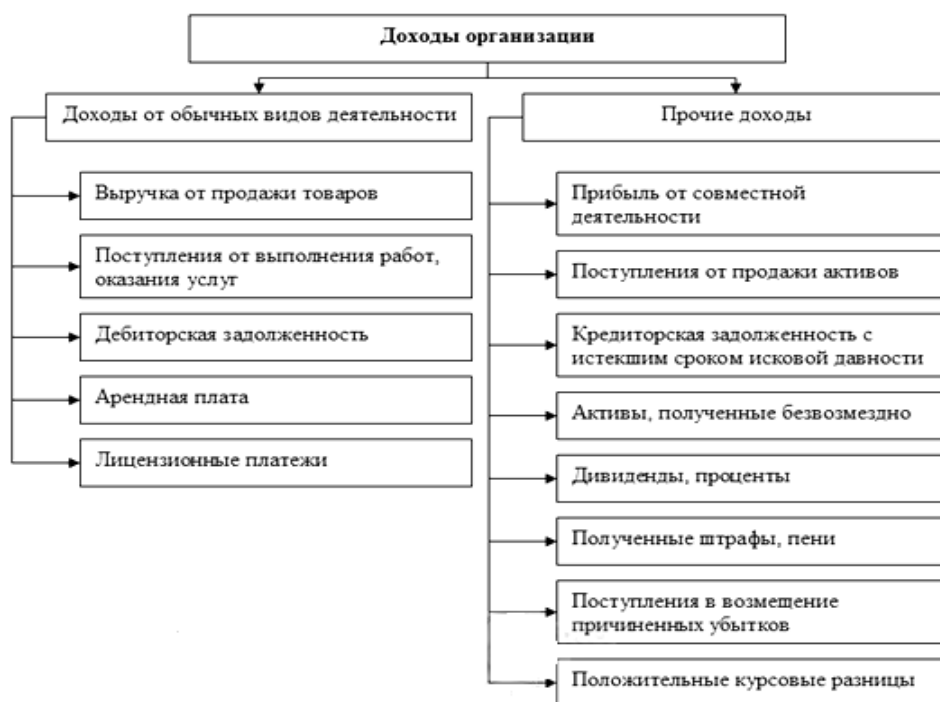 Доходы организации
Доходы от обычных видов деятельности
Выручка от продажи товаров
Поступления от выполнения работ,
оказания услуг
Дебиторская задолженность
Арендная плата
Лицензионные платежи
Прочие доходы
Прибыль от совместной
деятельности
Поступления от продажи активов
Кредиторская задолженность с
истекшим сроком исковой давности
Активы, полученные безвозмездно
Дивиденды, проценты
Полученные штрафы, пени
Поступления в возмещение
причиненных убытков
Положительные курсовые разницы